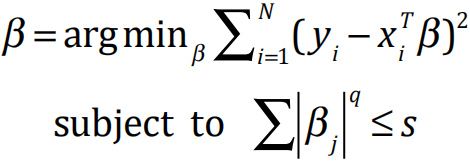 β = arg min_β ∑_{i=1}^{N} (y_i - x_i^T β)^2
subject to ∑|β_j|^q ≤ s